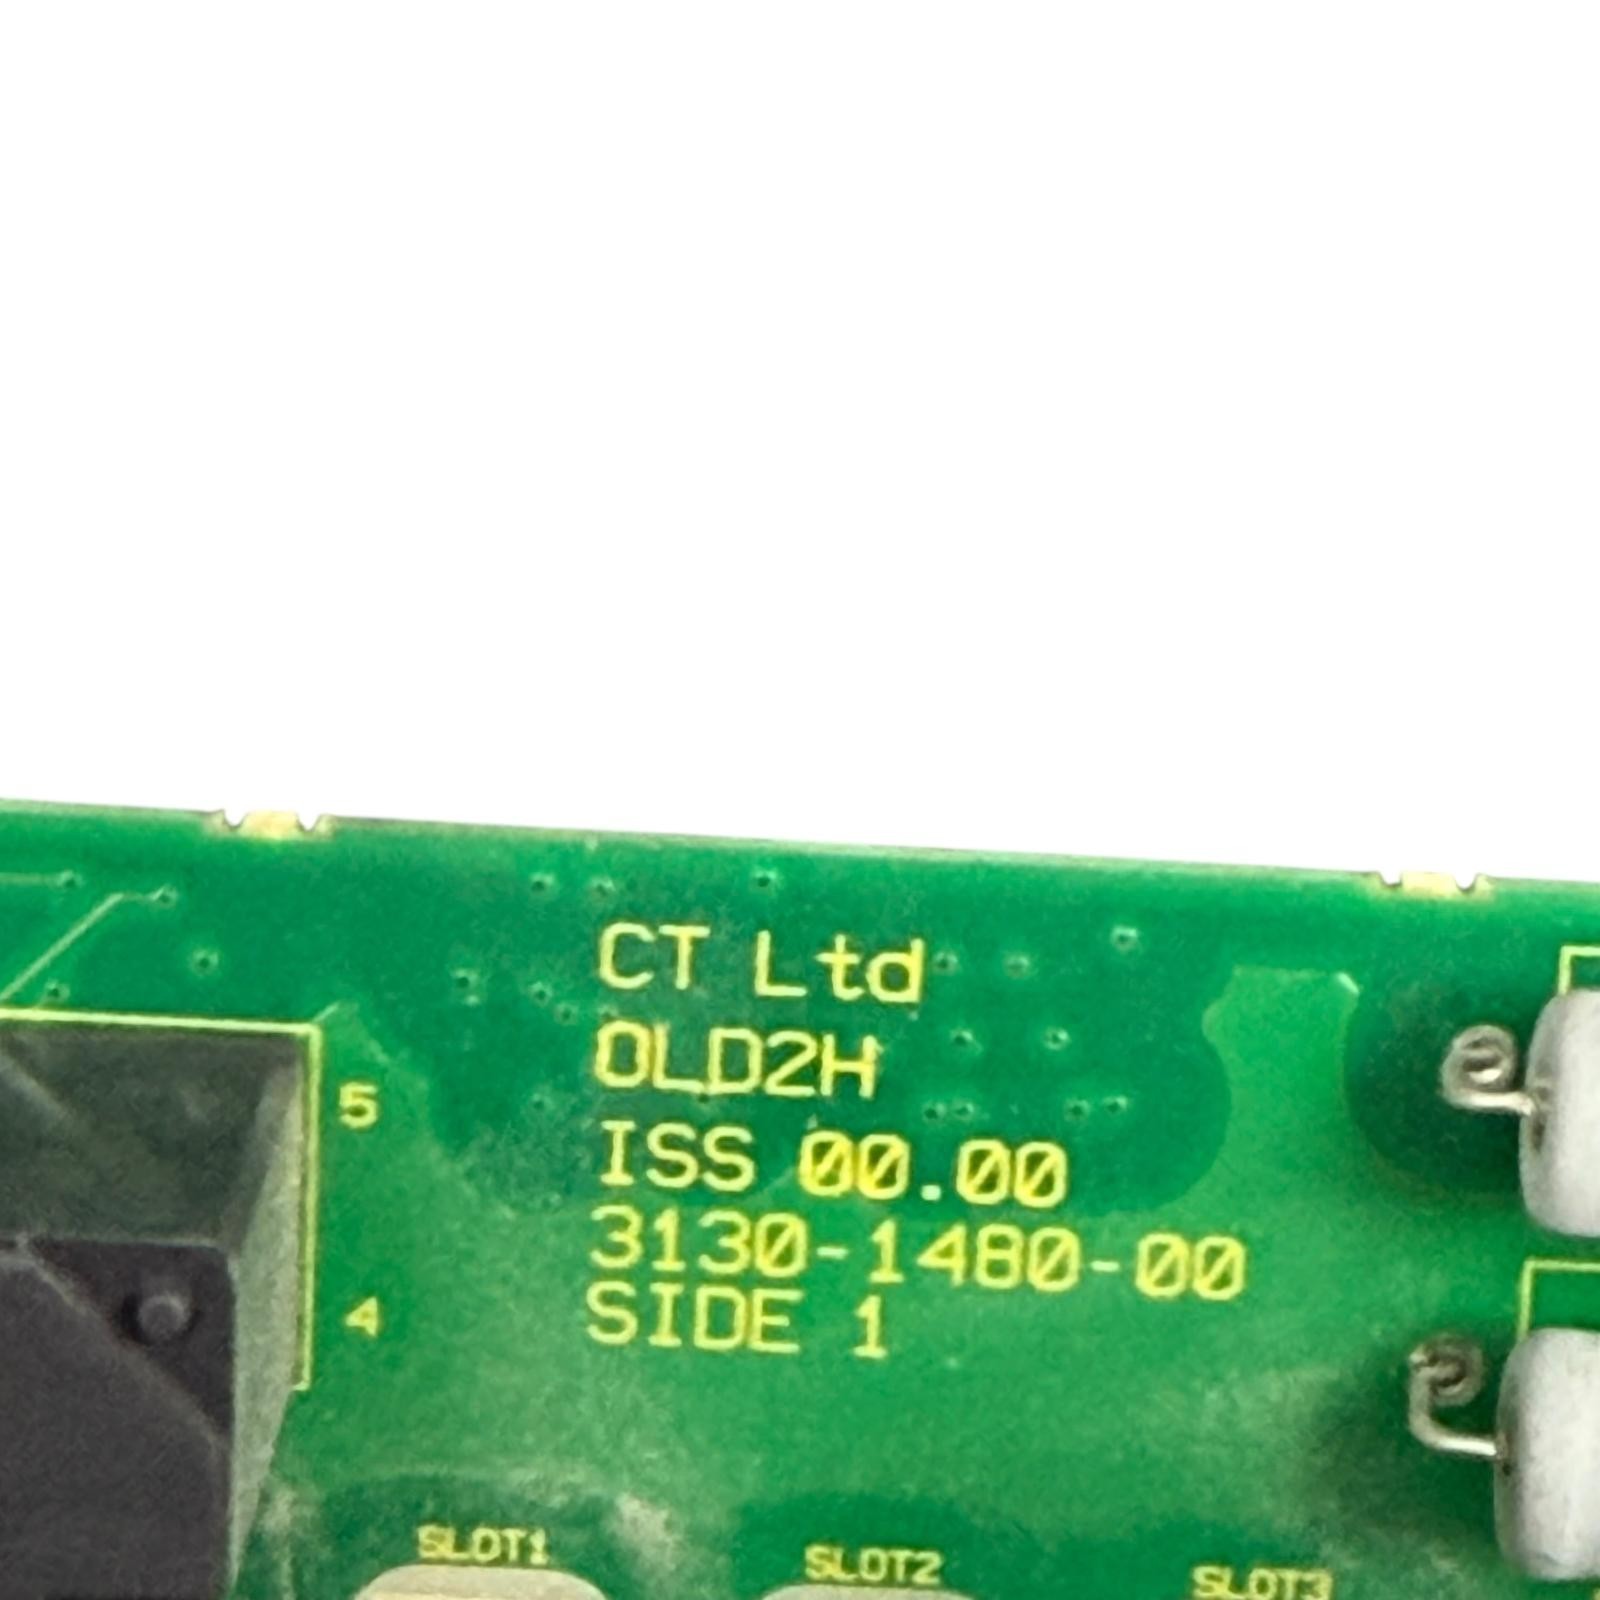 CT Ltd
OLD2H
ISS 00.00
3130-1480-00
SIDE 1
5
4
SLOT1
SLOT2
SLOT3